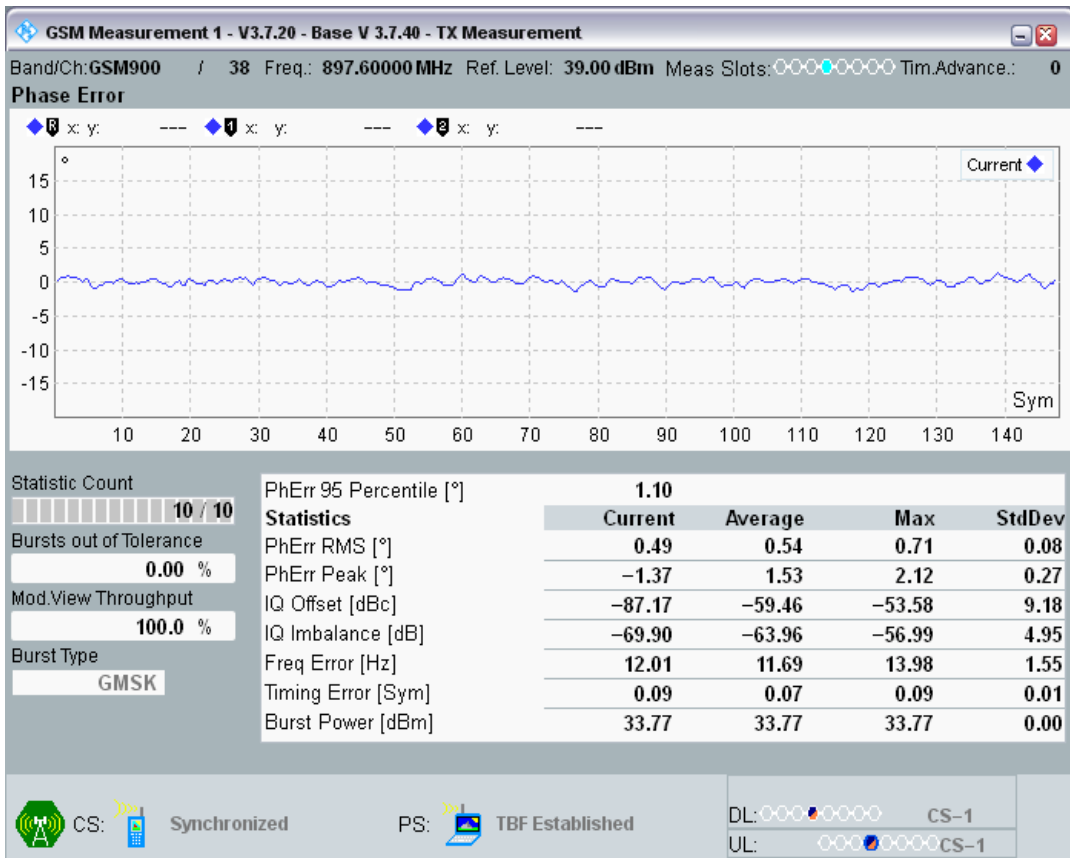 GSM Measurement 1 - V3.7.20 - Base V 3.7.40 - TX Measurement
Band/Ch:GSM900 / 38 Freq.: 897.60000 MHz Ref. Level: 39.00 dBm Meas Slots: Tim.Advance.: 0
Phase Error
R x: y: --- 1 x: y: --- 2 x: y: ---
° Current
15
10
5
0
-5
-10
-15
Sym
10 20 30 40 50 60 70 80 90 100 110 120 130 140
Statistic Count
10 / 10
Bursts out of Tolerance
0.00 %
Mod.View Throughput
100.0 %
Burst Type
GMSK
PhErr 95 Percentile [°] 1.10
Statistics Current Average Max StdDev
PhErr RMS [°] 0.49 0.54 0.71 0.08
PhErr Peak [°] −1.37 1.53 2.12 0.27
IQ Offset [dBc] −87.17 −59.46 −53.58 9.18
IQ Imbalance [dB] −69.90 −63.96 −56.99 4.95
Freq Error [Hz] 12.01 11.69 13.98 1.55
Timing Error [Sym] 0.09 0.07 0.09 0.01
Burst Power [dBm] 33.77 33.77 33.77 0.00
CS: Synchronized PS: TBF Established
DL: CS−1
UL: CS−1